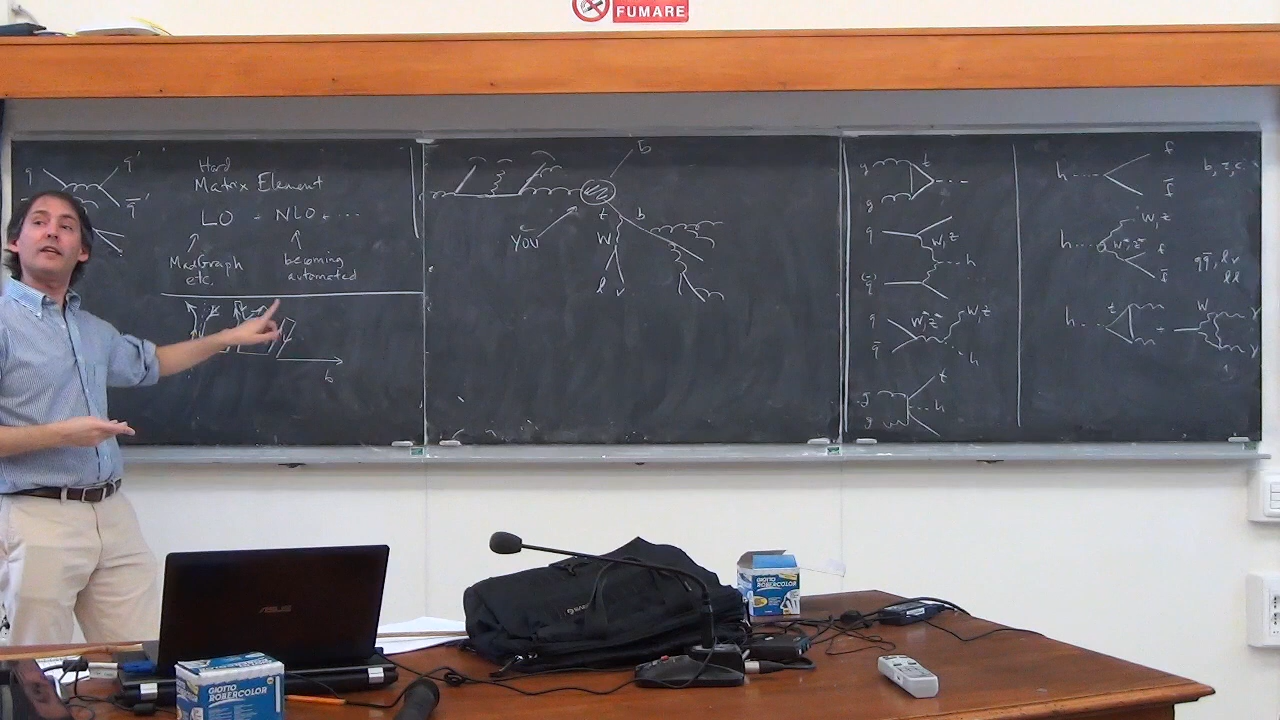 FUMARE
q
q'
q̄'
Hard
Matrix Element
LO + NLO + ...
MadGraph
etc.
becoming
automated
b
b̄
You
t
b
W
l
ν
g
t
g
q
W, Z
h
q
q̄
W, Z
W, Z
h
g
t
h
g
h
f
f̄
b, τ, c
h
W, Z
W, Z
f
f̄
qq̄, lν
ll
h
+
W
γ
γ
ASUS
GIOTTO
ROBERCOLOR
GIOTTO
ROBERCOLOR